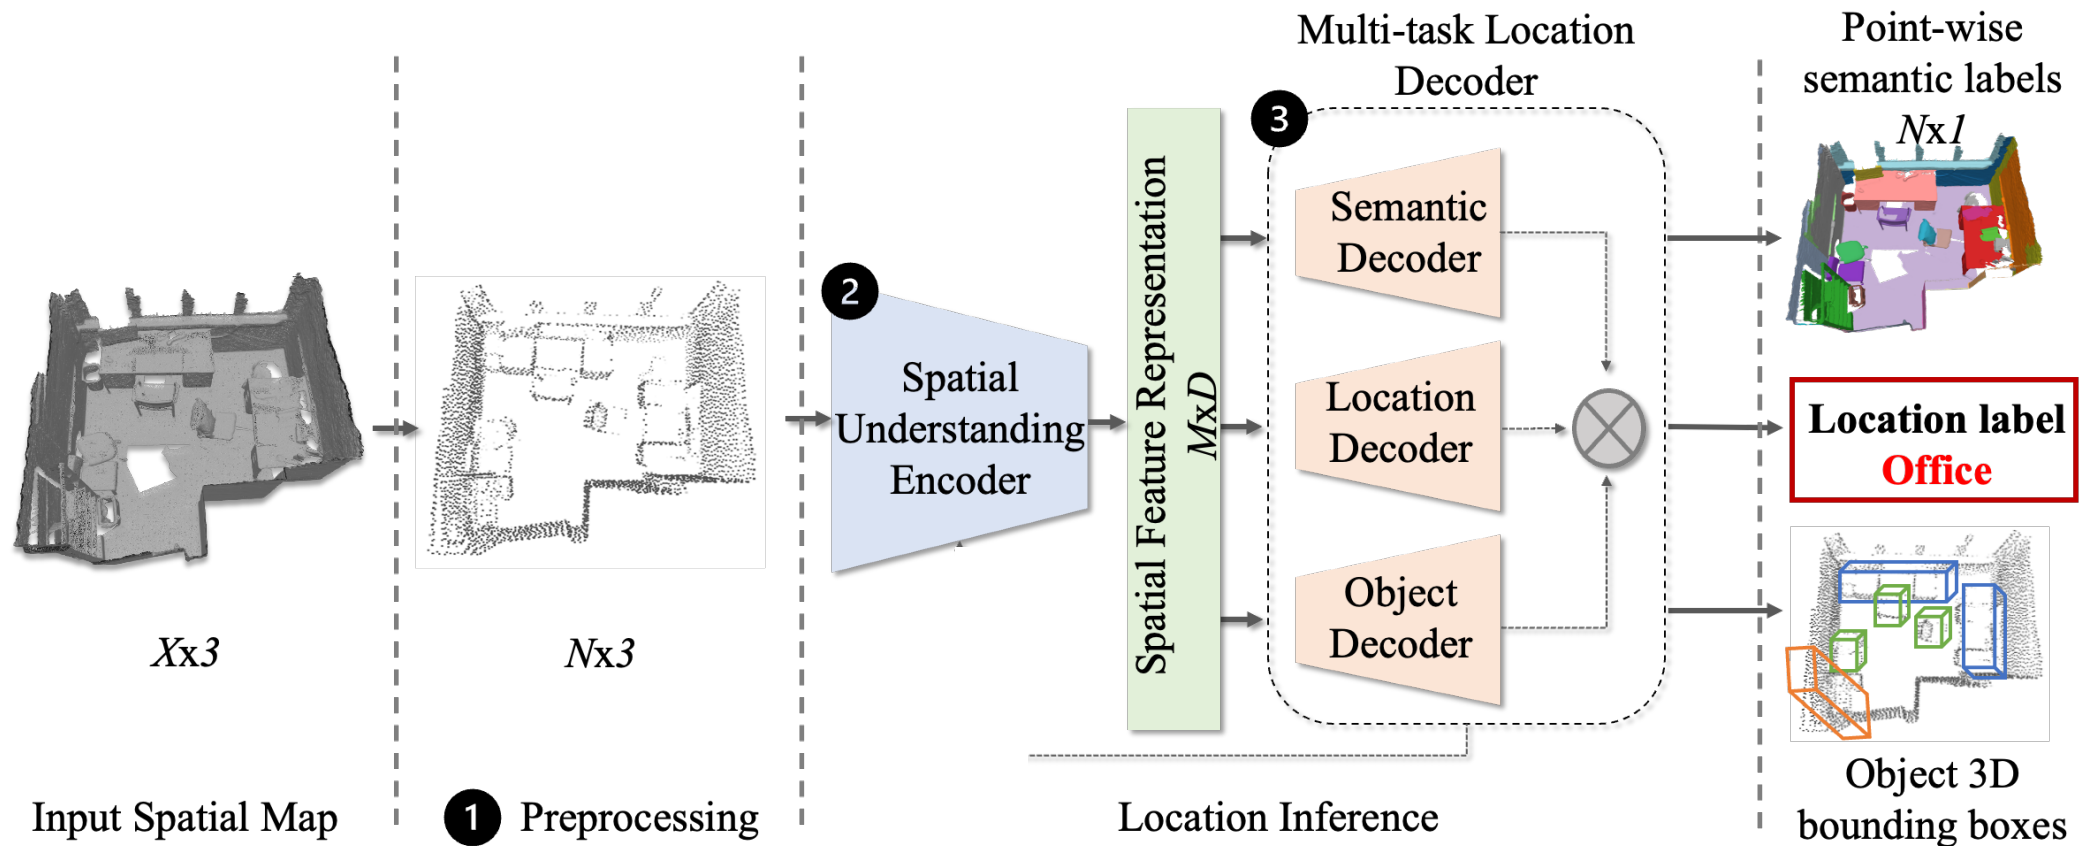 Input Spatial Map
Xx3
1 Preprocessing
Nx3
Location Inference
2
Spatial
Understanding
Encoder
Spatial Feature Representation
MxD
Multi-task Location
Decoder
3
Semantic
Decoder
Location
Decoder
Object
Decoder
Point-wise
semantic labels
Nx1
Location label
Office
Object 3D
bounding boxes